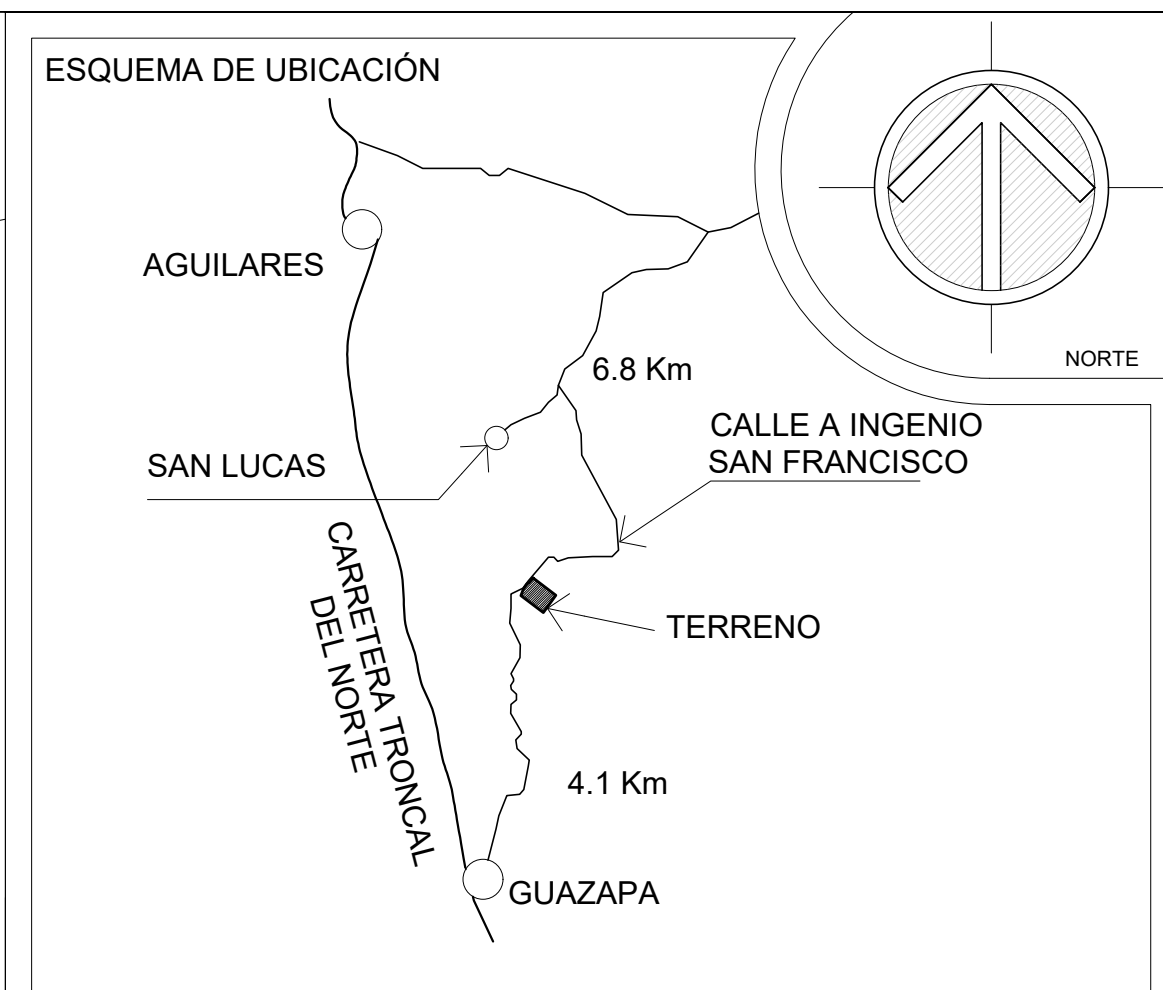 ESQUEMA DE UBICACIÓN
AGUILARES
NORTE
6.8 Km
CALLE A INGENIO
SAN FRANCISCO
SAN LUCAS
CARRETERA TRONCAL
DEL NORTE
TERRENO
4.1 Km
GUAZAPA